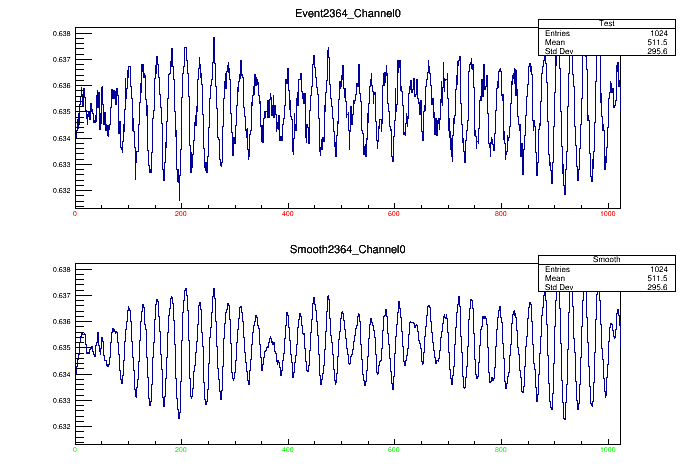 Event2364_Channel0
Test
Entries 1024
Mean 511.5
Std Dev 295.6
0.638
0.637
0.636
0.635
0.634
0.633
0.632
0 200 400 600 800 1000
Smooth2364_Channel0
Smooth
Entries 1024
Mean 511.5
Std Dev 295.6
0.638
0.637
0.636
0.635
0.634
0.633
0.632
0 200 400 600 800 1000